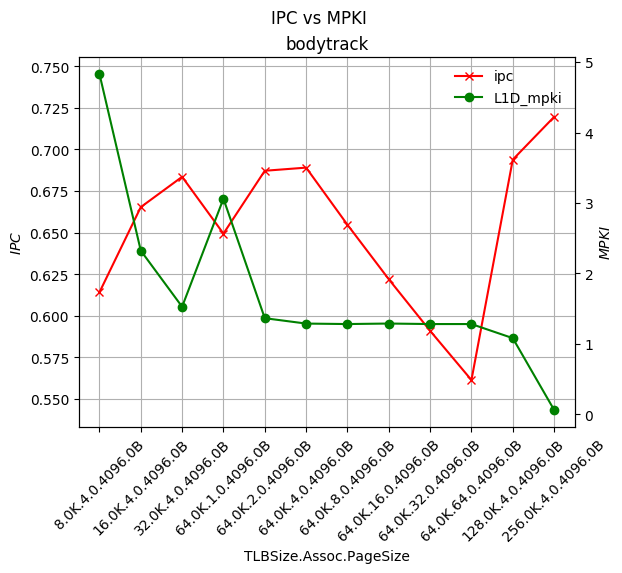 IPC vs MPKI
bodytrack
ipc
L1D_mpki
IPC
0.750
0.725
0.700
0.675
0.650
0.625
0.600
0.575
0.550
MPKI
5
4
3
2
1
0
8.0K.4.0.4096.0B
16.0K.4.0.4096.0B
32.0K.4.0.4096.0B
64.0K.1.0.4096.0B
64.0K.2.0.4096.0B
64.0K.4.0.4096.0B
64.0K.8.0.4096.0B
64.0K.16.0.4096.0B
64.0K.32.0.4096.0B
64.0K.64.0.4096.0B
128.0K.4.0.4096.0B
256.0K.4.0.4096.0B
TLBSize.Assoc.PageSize